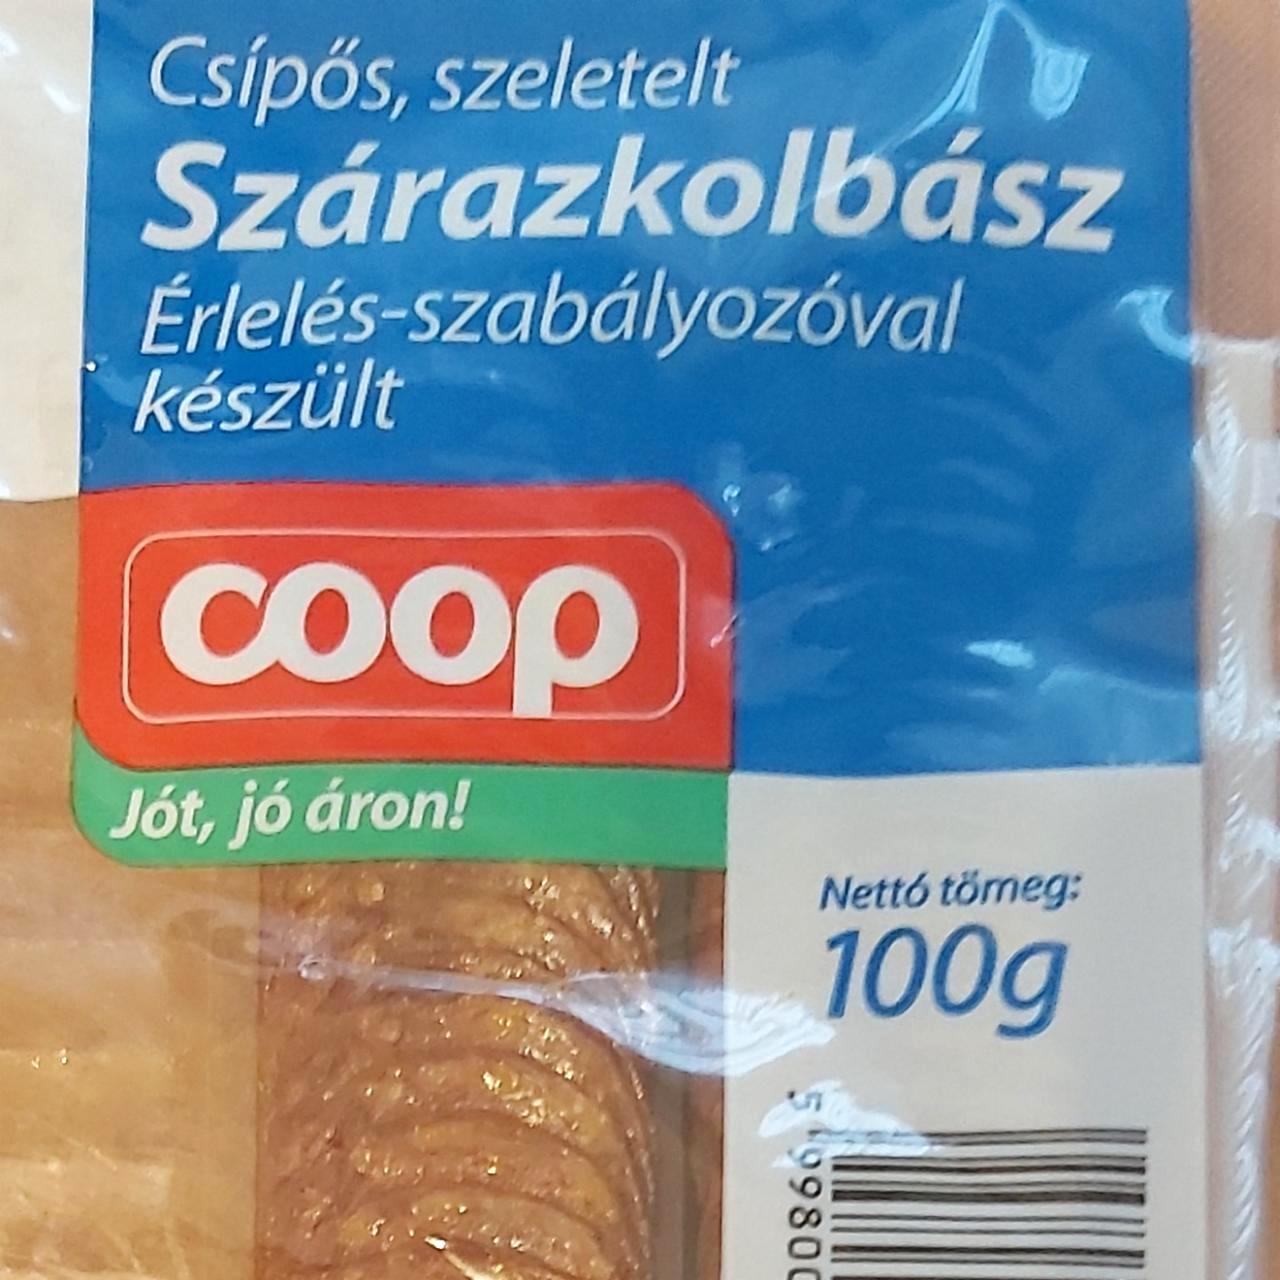 Csípős, szeletelt
Szárazkolbász
Érlelés-szabályozóval
készült
coop
Jót, jó áron!
Nettó tömeg:
100g